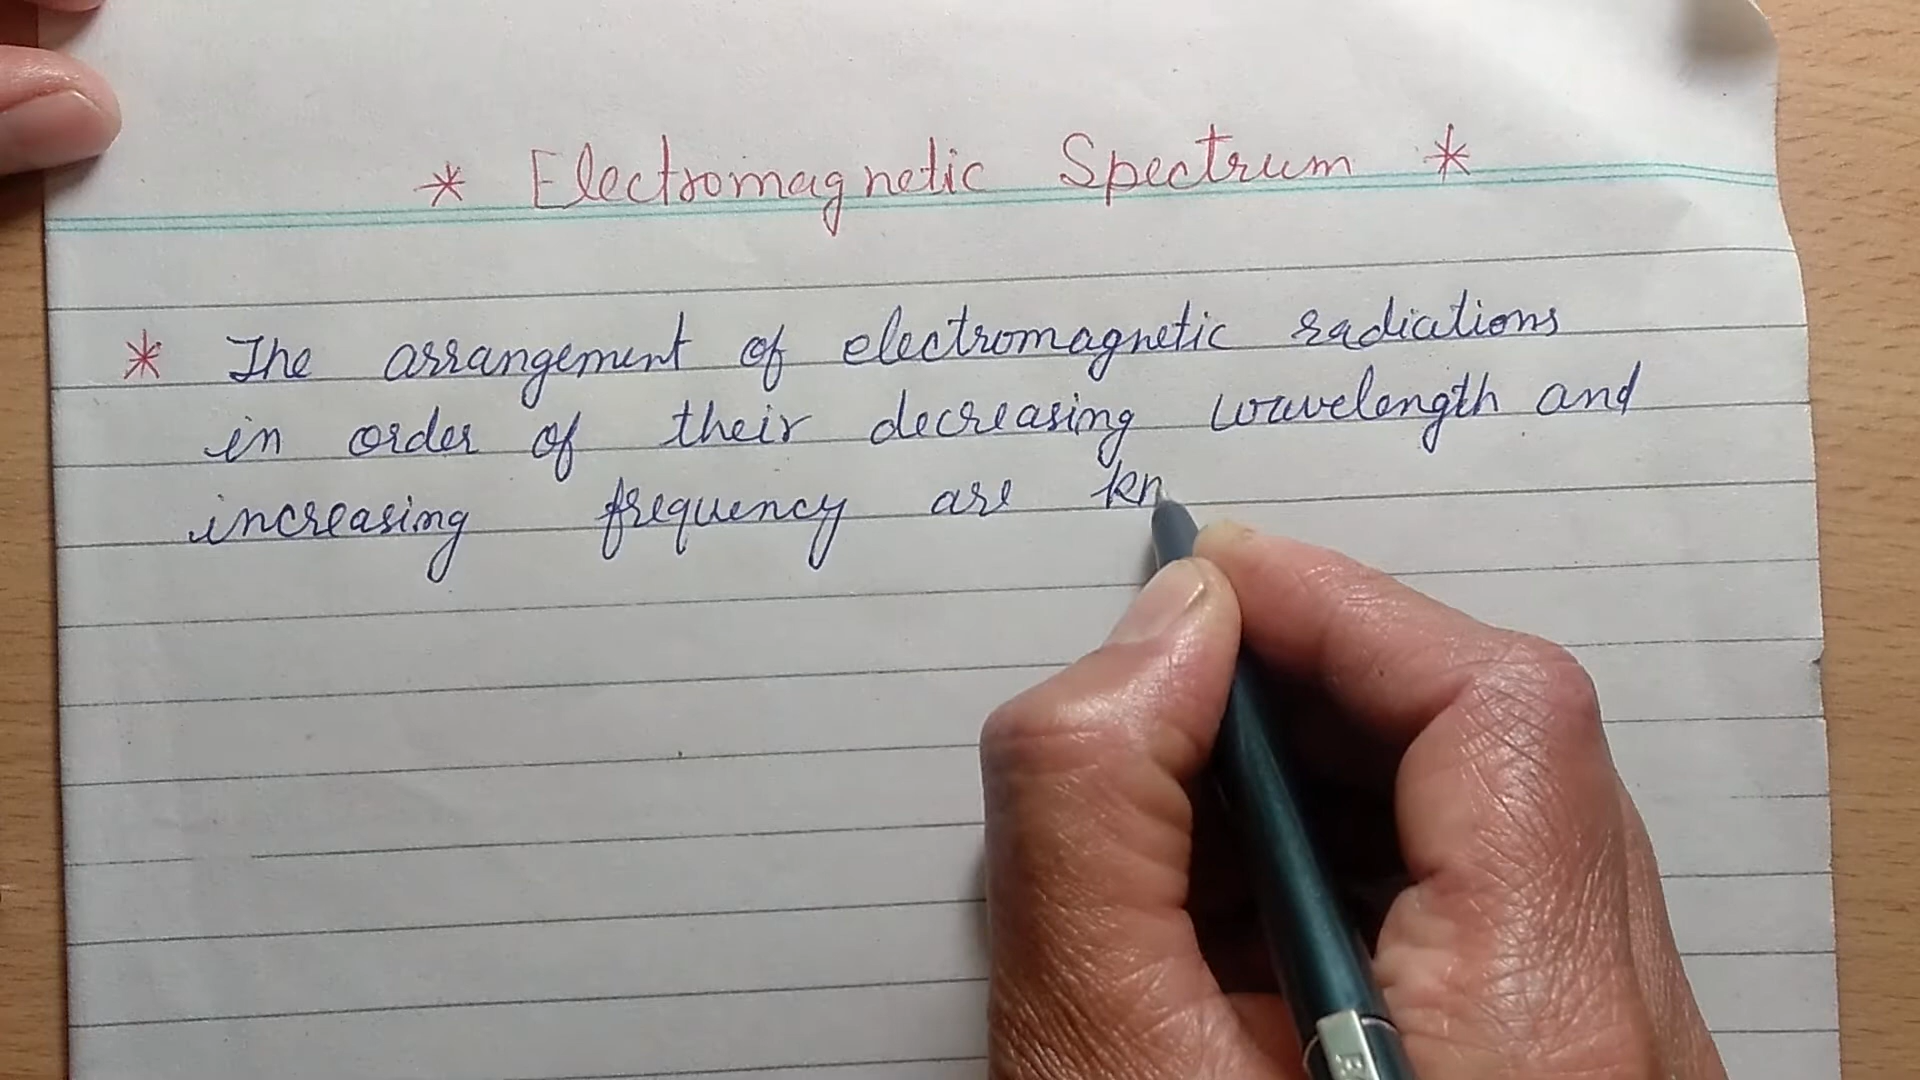 * Electromagnetic Spectrum *
* The arrangement of electromagnetic radiations
in order of their decreasing wavelength and
increasing frequency are kn